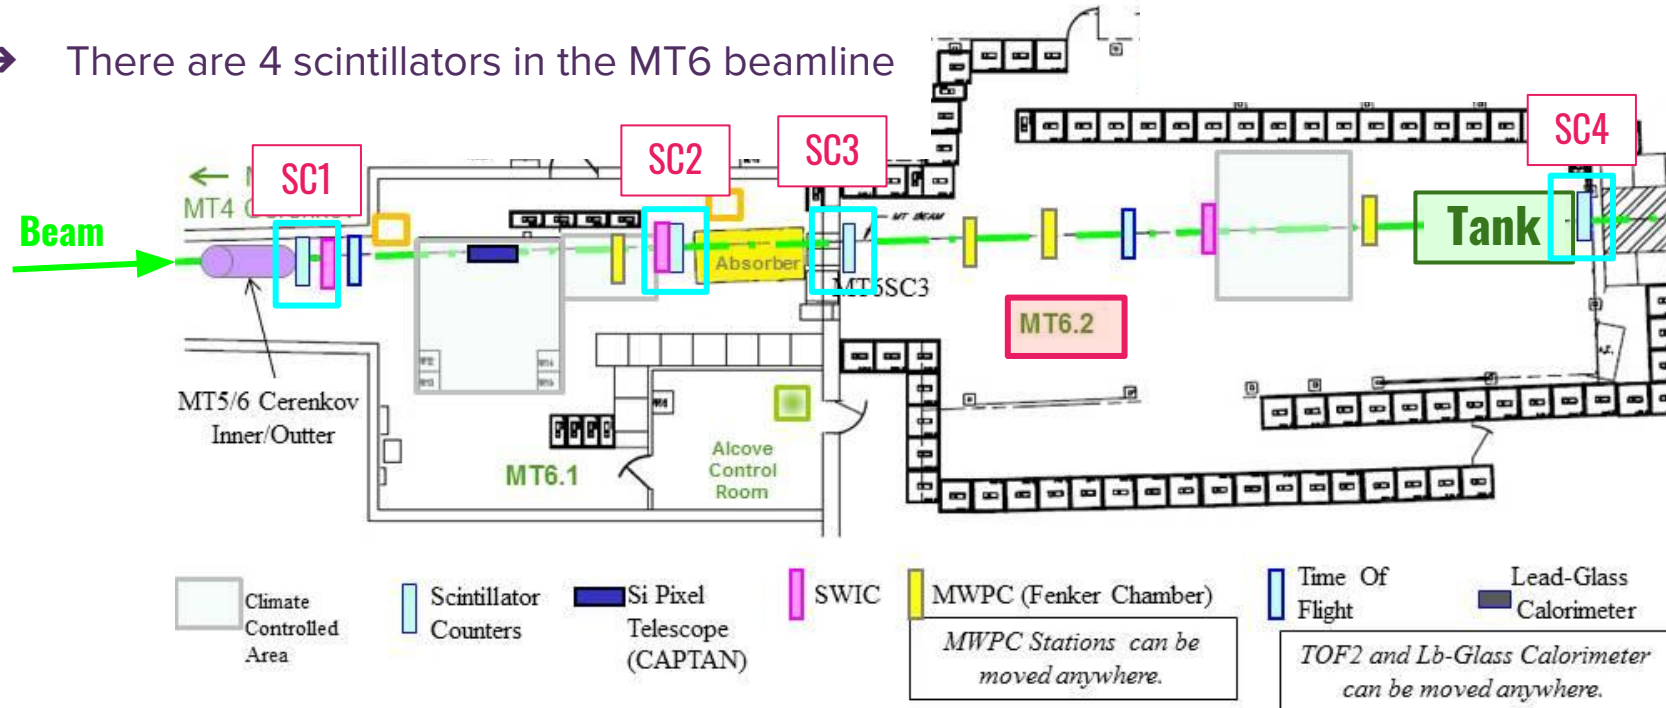 There are 4 scintillators in the MT6 beamline
SC1
SC2
SC3
SC4
MT4
Beam
Tank
Absorber
MT BEAM
MT6SC3
MT6.2
MT5/6 Cerenkov
Inner/Outter
MT6.1
Alcove
Control
Room
Climate
Controlled
Area
Scintillator
Counters
Si Pixel
Telescope
(CAPTAN)
SWIC
MWPC (Fenker Chamber)
MWPC Stations can be
moved anywhere.
Time Of
Flight
Lead-Glass
Calorimeter
TOF2 and Lb-Glass Calorimeter
can be moved anywhere.